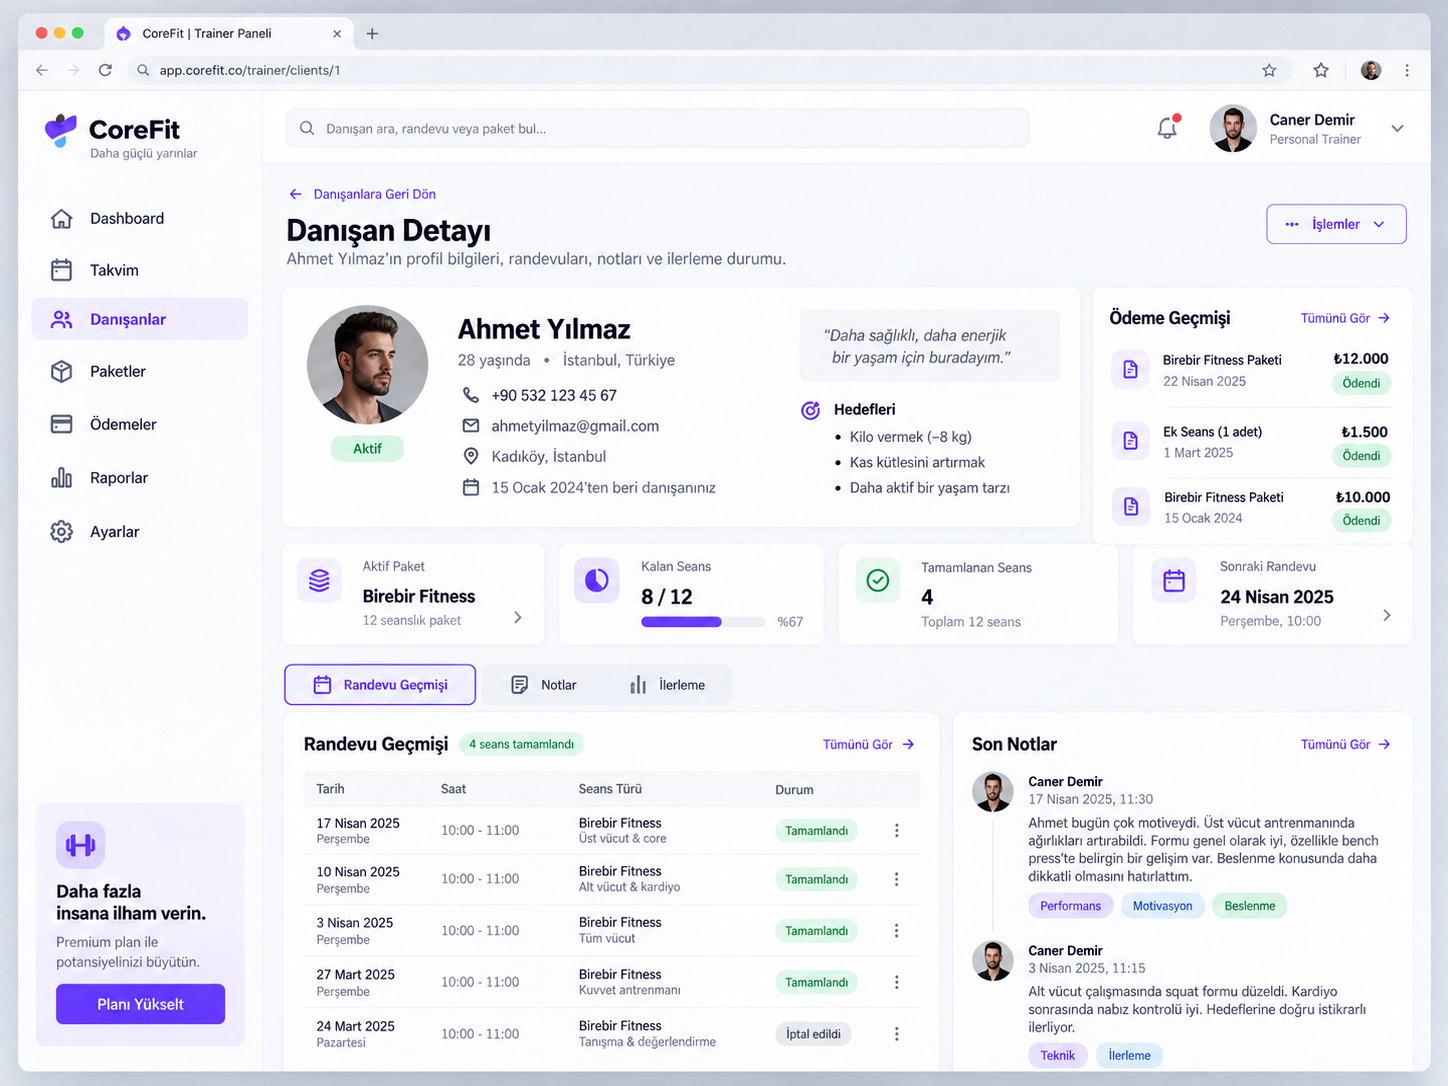 CoreFit | Trainer Paneli
app.corefit.co/trainer/clients/1
CoreFit
Daha güçlü yarınlar
Danışan ara, randevu veya paket bul...
Caner Demir
Personal Trainer
Dashboard
Takvim
Danışanlar
Paketler
Ödemeler
Raporlar
Ayarlar
Daha fazla
insana ilham verin.
Premium plan ile
potansiyelinizi büyütün.
Planı Yükselt
Danışanlara Geri Dön
Danışan Detayı
Ahmet Yılmaz'ın profil bilgileri, randevuları, notları ve ilerleme durumu.
İşlemler
Aktif
Ahmet Yılmaz
28 yaşında • İstanbul, Türkiye
+90 532 123 45 67
ahmetyilmaz@gmail.com
Kadıköy, İstanbul
15 Ocak 2024'ten beri danışanınız
“Daha sağlıklı, daha enerjik
bir yaşam için buradayım.”
Hedefleri
• Kilo vermek (–8 kg)
• Kas kütlesini artırmak
• Daha aktif bir yaşam tarzı
Ödeme Geçmişi
Tümünü Gör
Birebir Fitness Paketi ₺12.000
22 Nisan 2025 Ödendi
Ek Seans (1 adet) ₺1.500
1 Mart 2025 Ödendi
Birebir Fitness Paketi ₺10.000
15 Ocak 2024 Ödendi
Aktif Paket
Birebir Fitness
12 seanslık paket
Kalan Seans
8 / 12
%67
Tamamlanan Seans
4
Toplam 12 seans
Sonraki Randevu
24 Nisan 2025
Perşembe, 10:00
Randevu Geçmişi
Notlar
İlerleme
Randevu Geçmişi 4 seans tamamlandı
Tümünü Gör
Tarih Saat Seans Türü Durum
17 Nisan 2025 10:00 - 11:00 Birebir Fitness Tamamlandı
Perşembe Üst vücut & core
10 Nisan 2025 10:00 - 11:00 Birebir Fitness Tamamlandı
Perşembe Alt vücut & kardiyo
3 Nisan 2025 10:00 - 11:00 Birebir Fitness Tamamlandı
Perşembe Tüm vücut
27 Mart 2025 10:00 - 11:00 Birebir Fitness Tamamlandı
Perşembe Kuvvet antrenmanı
24 Mart 2025 10:00 - 11:00 Birebir Fitness İptal edildi
Pazartesi Tanışma & değerlendirme
Son Notlar
Tümünü Gör
Caner Demir
17 Nisan 2025, 11:30
Ahmet bugün çok motiveydi. Üst vücut antrenmanında
ağırlıkları artırabildi. Formu genel olarak iyi, özellikle bench
press'te belirgin bir gelişim var. Beslenme konusunda daha
dikkatli olmasını hatırlattım.
Performans Motivasyon Beslenme
Caner Demir
3 Nisan 2025, 11:15
Alt vücut çalışmasında squat formu düzeldi. Kardiyo
sonrasında nabız kontrolü iyi. Hedeflerine doğru istikrarlı
ilerliyor.
Teknik İlerleme